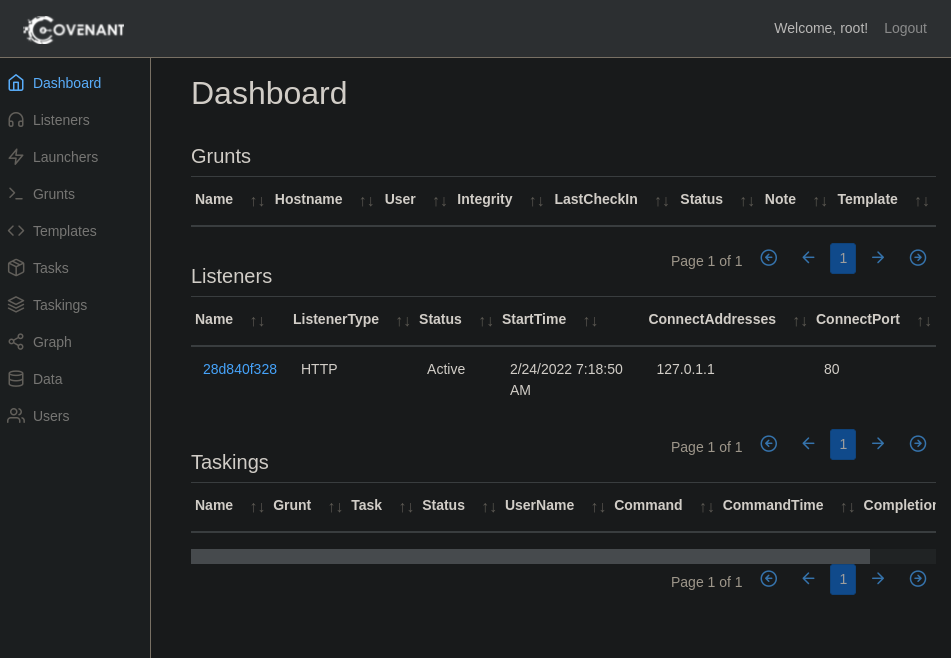 COVENANT
Welcome, root! Logout
Dashboard
Listeners
Launchers
Grunts
Templates
Tasks
Taskings
Graph
Data
Users
Dashboard
Grunts
Name ↑↓ Hostname ↑↓ User ↑↓ Integrity ↑↓ LastCheckIn ↑↓ Status ↑↓ Note ↑↓ Template ↑↓
Page 1 of 1 1
Listeners
Name ↑↓ ListenerType ↑↓ Status ↑↓ StartTime ↑↓ ConnectAddresses ↑↓ ConnectPort ↑↓
28d840f328 HTTP Active 2/24/2022 7:18:50 127.0.1.1 80
AM
Page 1 of 1 1
Taskings
Name ↑↓ Grunt ↑↓ Task ↑↓ Status ↑↓ UserName ↑↓ Command ↑↓ CommandTime ↑↓ Completion
Page 1 of 1 1